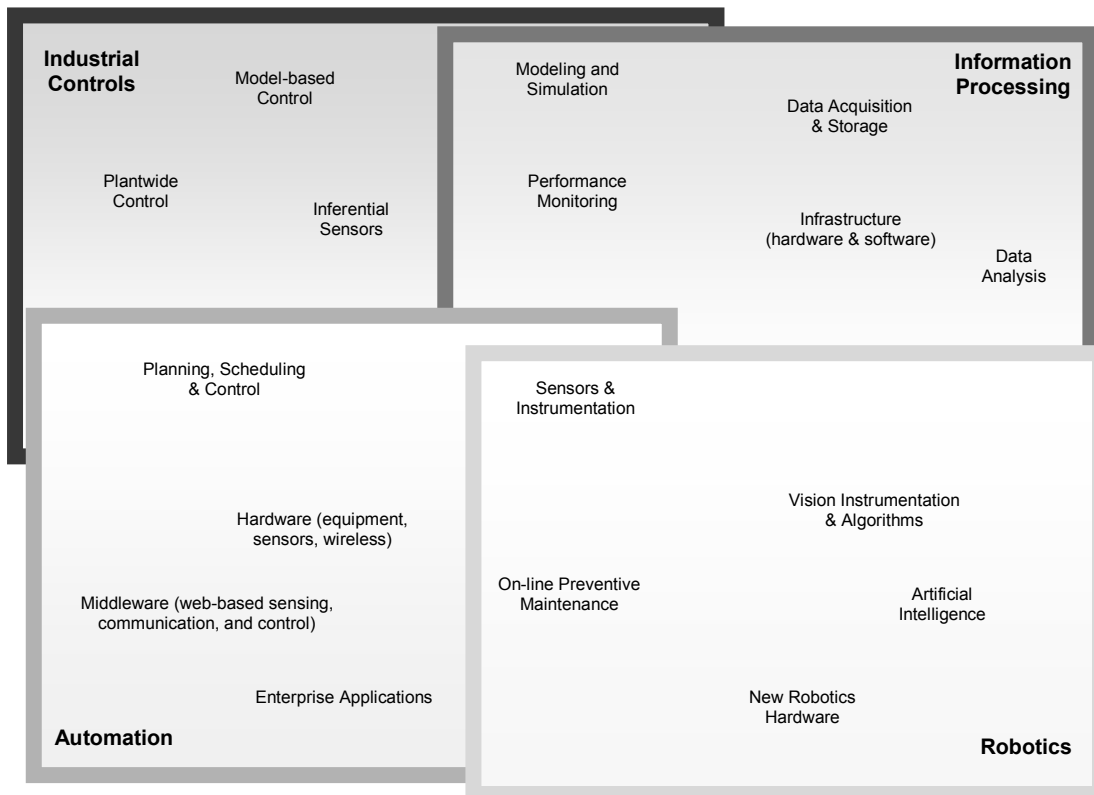 Industrial
Controls
Model-based
Control
Plantwide
Control
Inferential
Sensors
Information
Processing
Modeling and
Simulation
Data Acquisition
& Storage
Performance
Monitoring
Infrastructure
(hardware & software)
Data
Analysis
Planning, Scheduling
& Control
Hardware (equipment,
sensors, wireless)
Middleware (web-based sensing,
communication, and control)
Enterprise Applications
Automation
Sensors &
Instrumentation
Vision Instrumentation
& Algorithms
On-line Preventive
Maintenance
Artificial
Intelligence
New Robotics
Hardware
Robotics